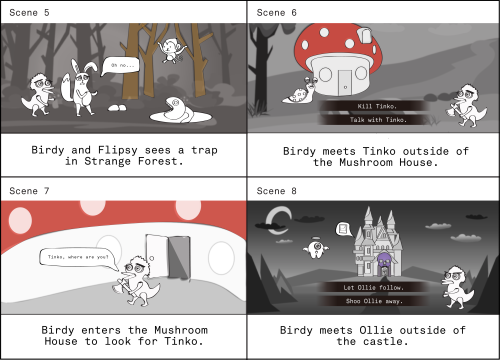 Scene 5
Scene 6
Oh no...
Kill Tinko.
Talk with Tinko.
Birdy and Flipsy sees a trap
in Strange Forest.
Birdy meets Tinko outside of
the Mushroom House.
Scene 7
Scene 8
Tinko, where are you?
Let Ollie follow.
Shoo Ollie away.
Birdy enters the Mushroom
House to look for Tinko.
Birdy meets Ollie outside of
the castle.